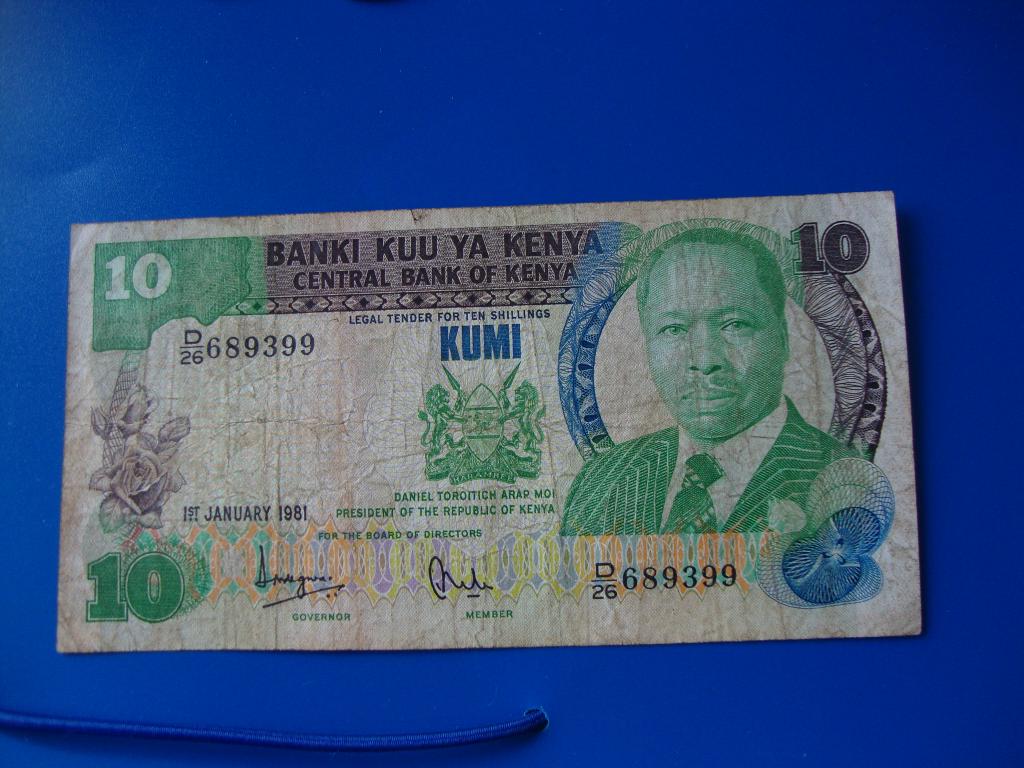 10
BANKI KUU YA KENYA
CENTRAL BANK OF KENYA
10
LEGAL TENDER FOR TEN SHILLINGS
KUMI
D/26 689399
DANIEL TOROITICH ARAP MOI
PRESIDENT OF THE REPUBLIC OF KENYA
1ST JANUARY 1981
FOR THE BOARD OF DIRECTORS
10
D/26 689399
GOVERNOR
MEMBER